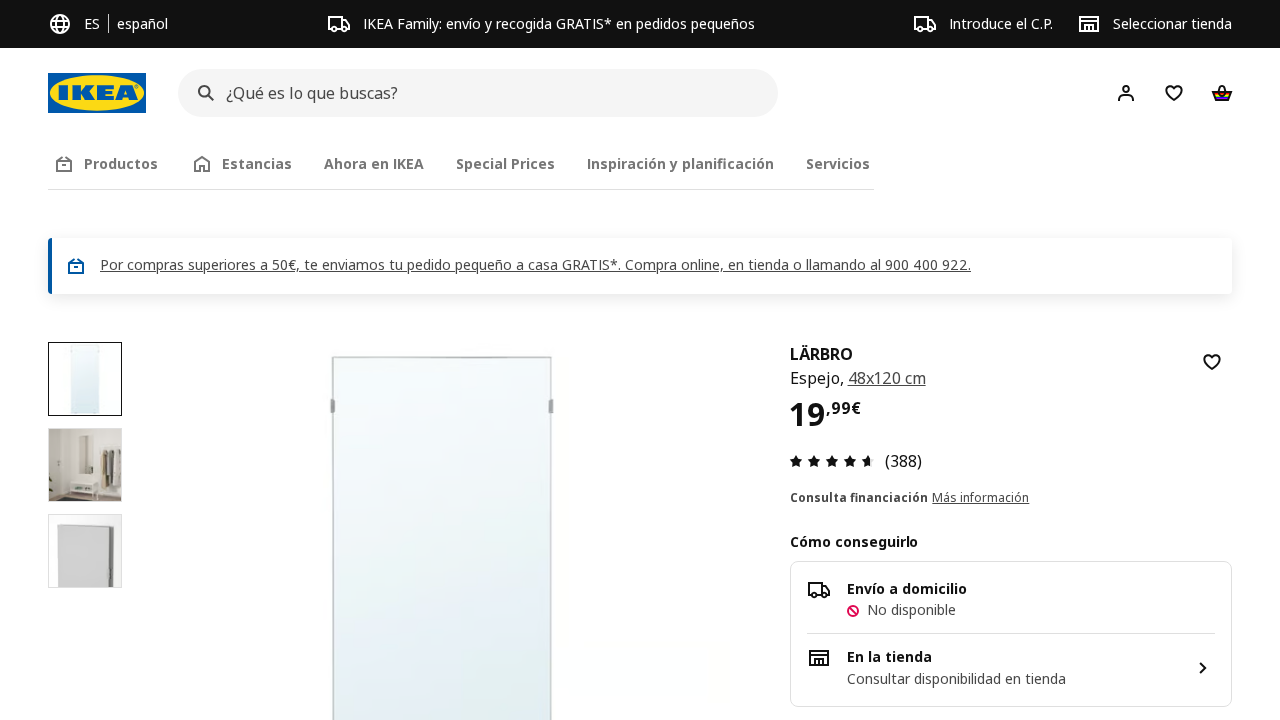 ES
español
IKEA Family: envío y recogida GRATIS* en pedidos pequeños
Introduce el C.P.
Seleccionar tienda
IKEA
¿Qué es lo que buscas?
Productos
Estancias
Ahora en IKEA
Special Prices
Inspiración y planificación
Servicios
Por compras superiores a 50€, te enviamos tu pedido pequeño a casa GRATIS*. Compra online, en tienda o llamando al 900 400 922.
LÄRBRO
Espejo, 48x120 cm
19,99€
(388)
Consulta financiación Más información
Cómo conseguirlo
Envío a domicilio
No disponible
En la tienda
Consultar disponibilidad en tienda